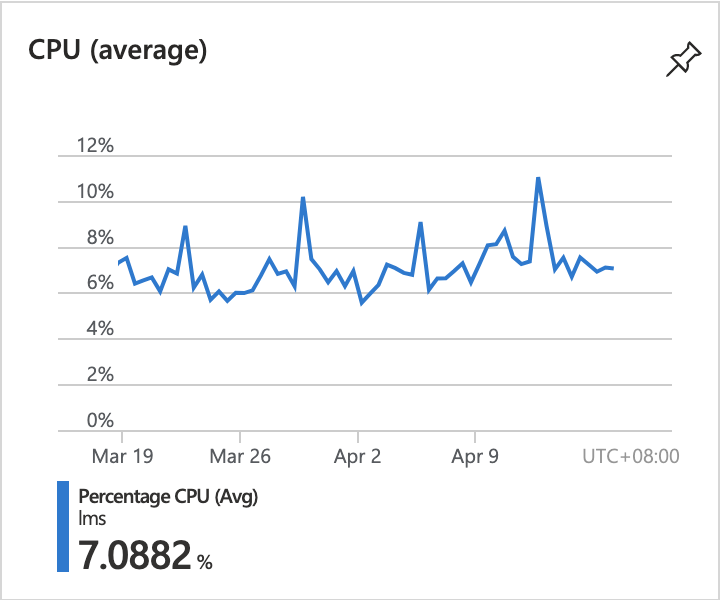 CPU (average)
12%
10%
8%
6%
4%
2%
0%
Mar 19 Mar 26 Apr 2 Apr 9 UTC+08:00
Percentage CPU (Avg)
lms
7.0882 %